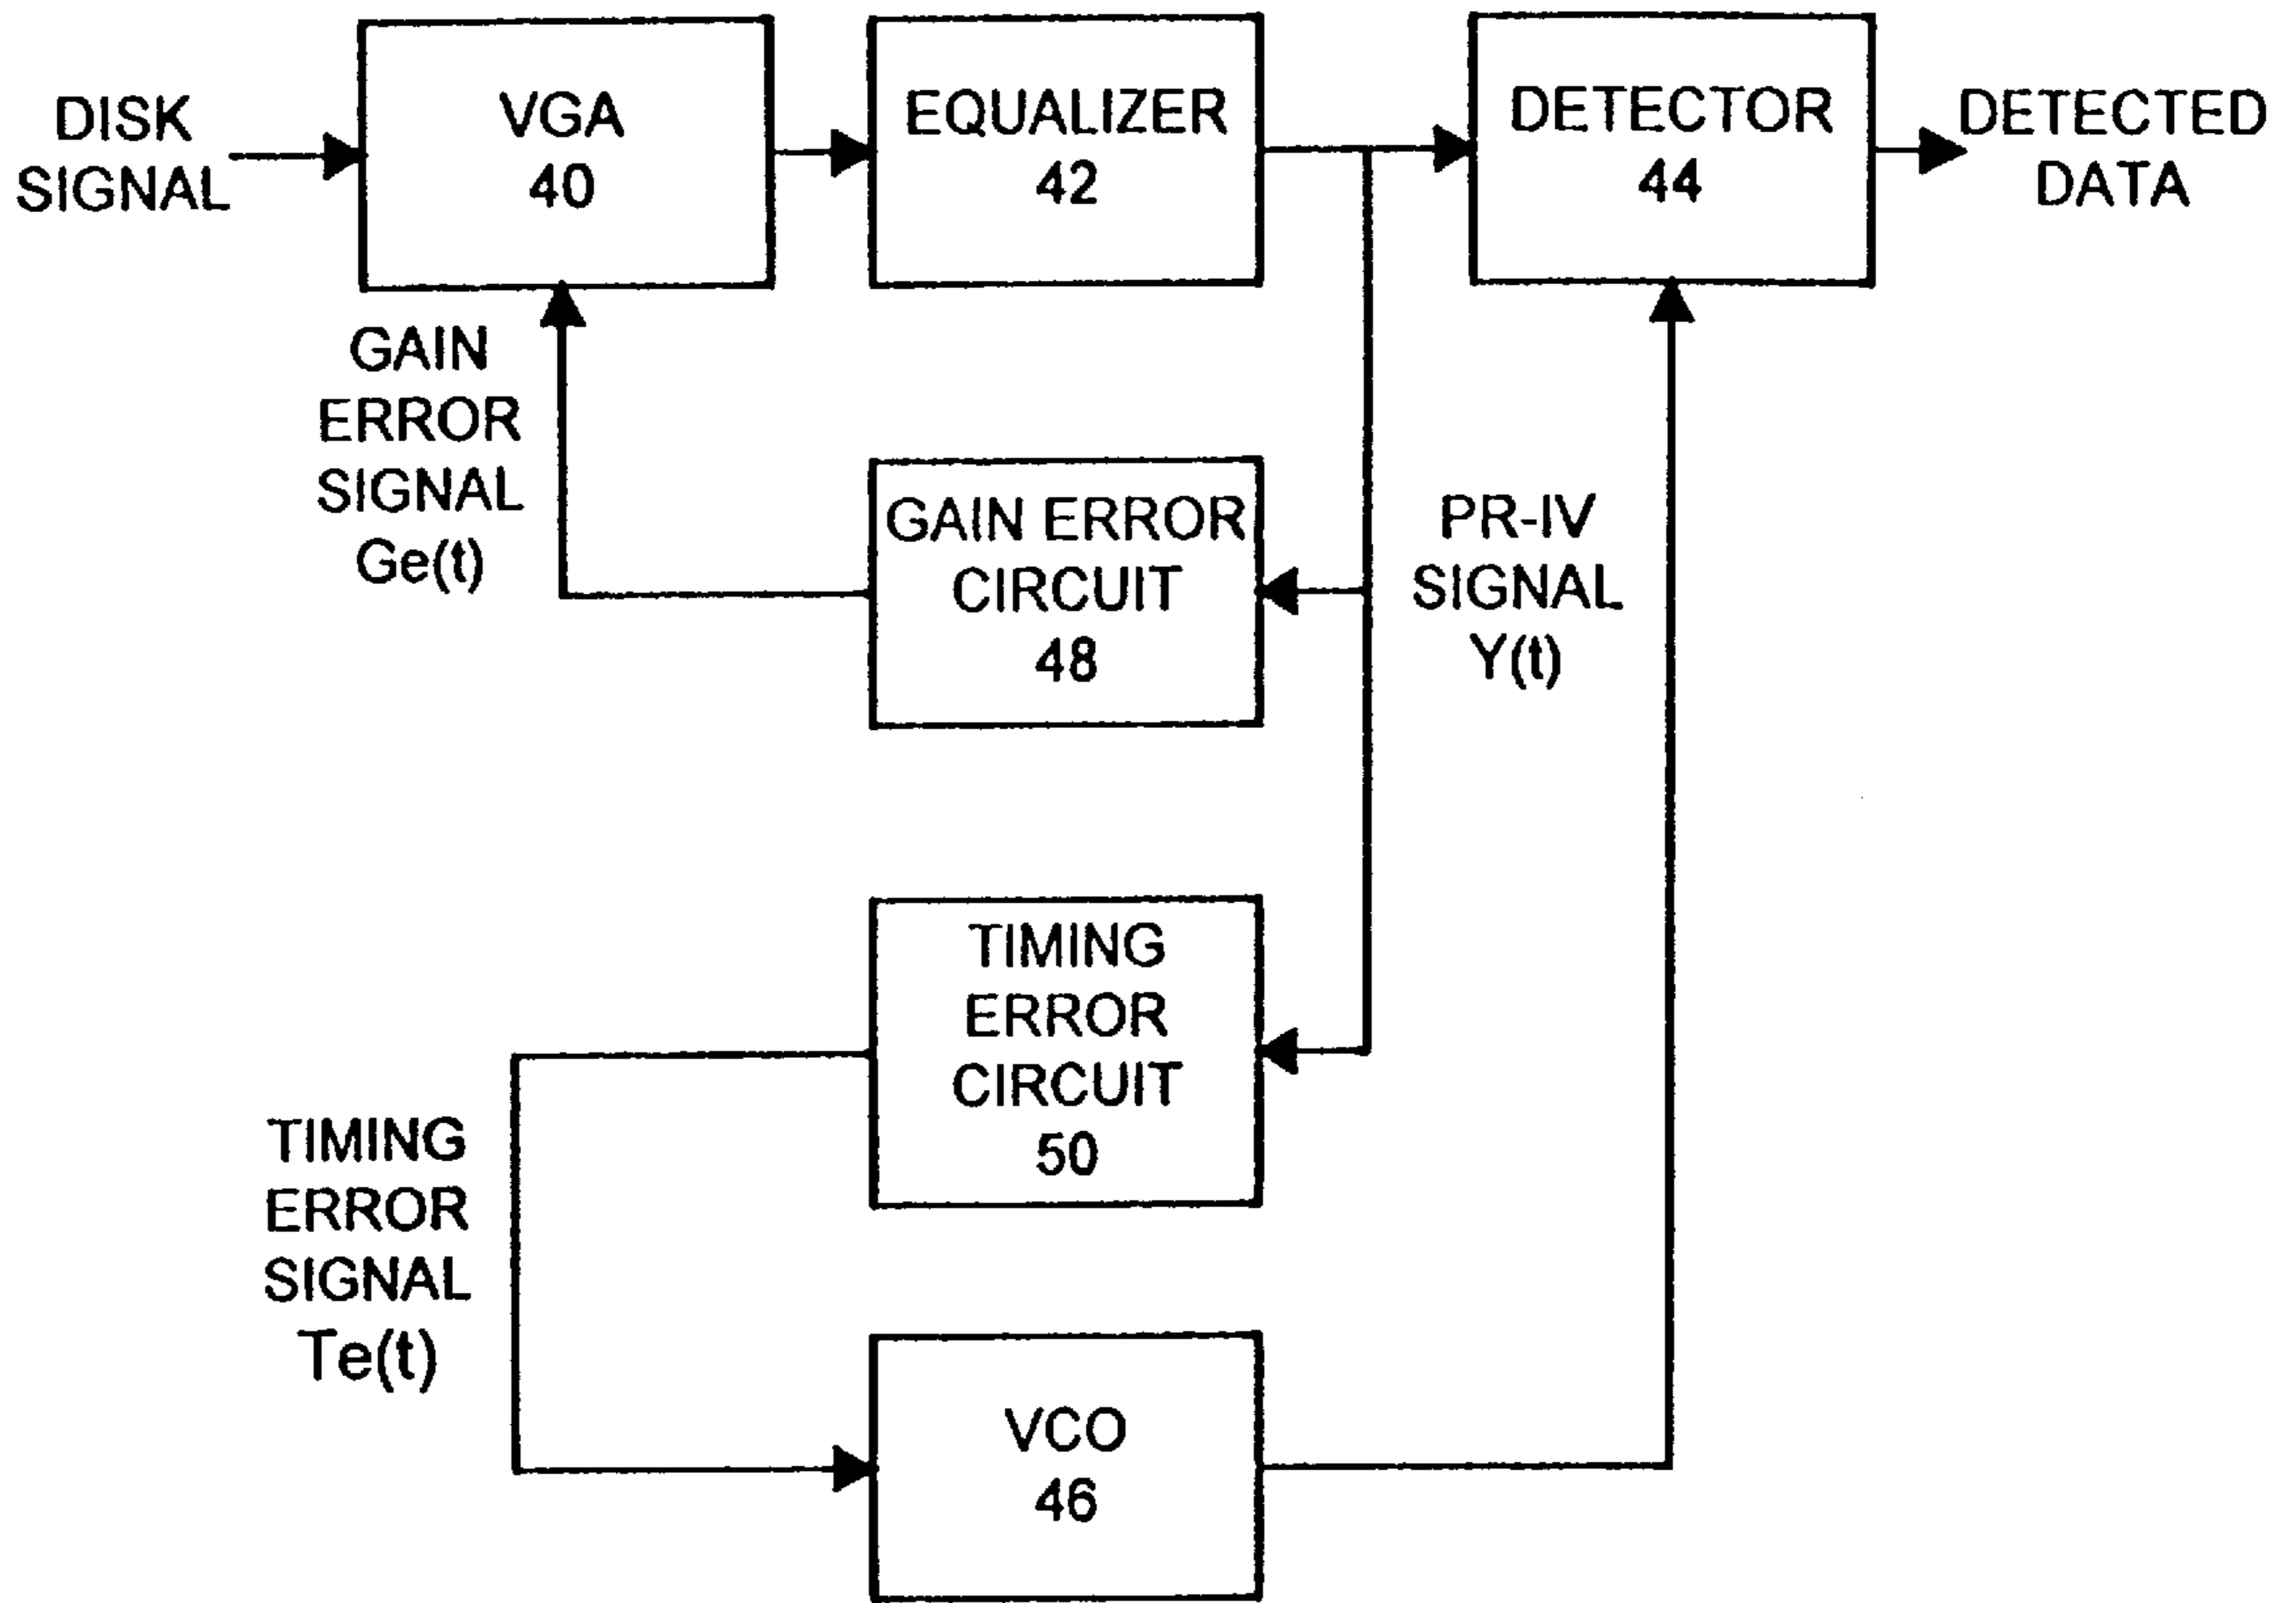 DISK
SIGNAL
VGA
40
EQUALIZER
42
DETECTOR
44
DETECTED
DATA
GAIN
ERROR
SIGNAL
Ge(t)
GAIN ERROR
CIRCUIT
48
PR-IV
SIGNAL
Y(t)
TIMING
ERROR
CIRCUIT
50
TIMING
ERROR
SIGNAL
Te(t)
VCO
46